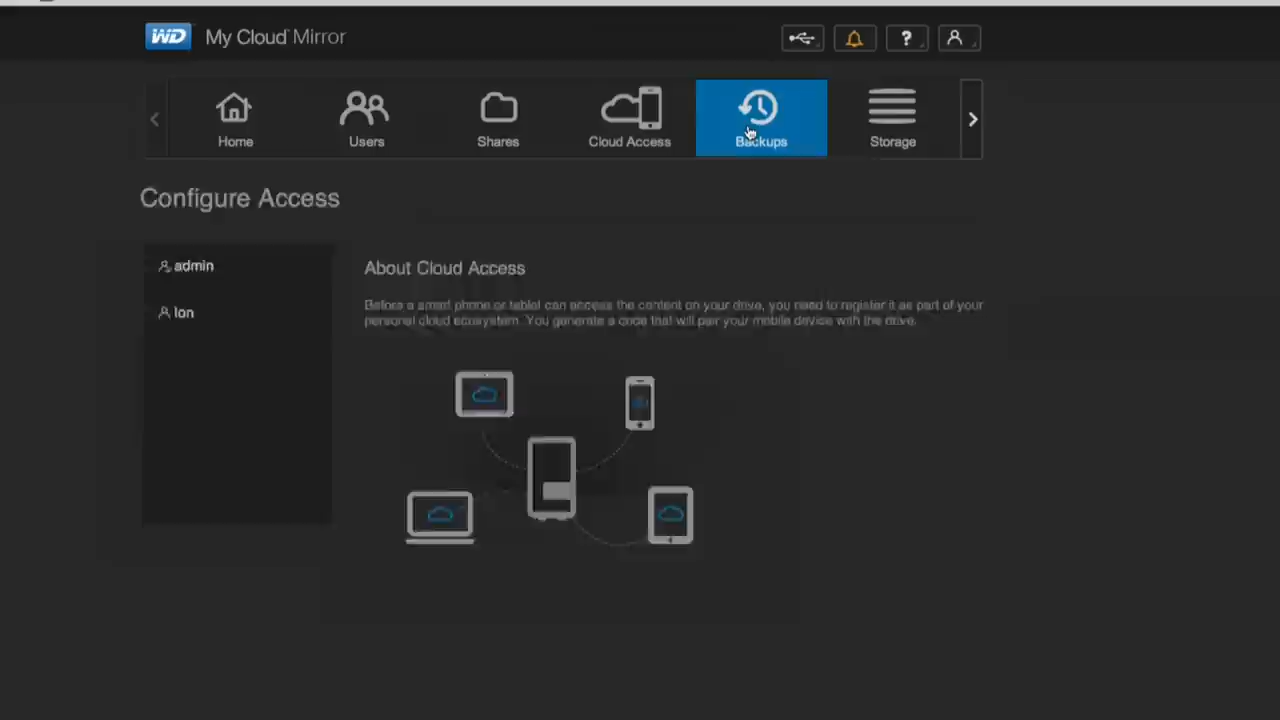 WD My Cloud Mirror
?
Home Users Shares Cloud Access Backups Storage
Configure Access
admin
lon
About Cloud Access
Before a smart phone or tablet can access the content on your drive, you need to register it as part of your
personal cloud ecosystem. You generate a code that will pair your mobile device with the drive.